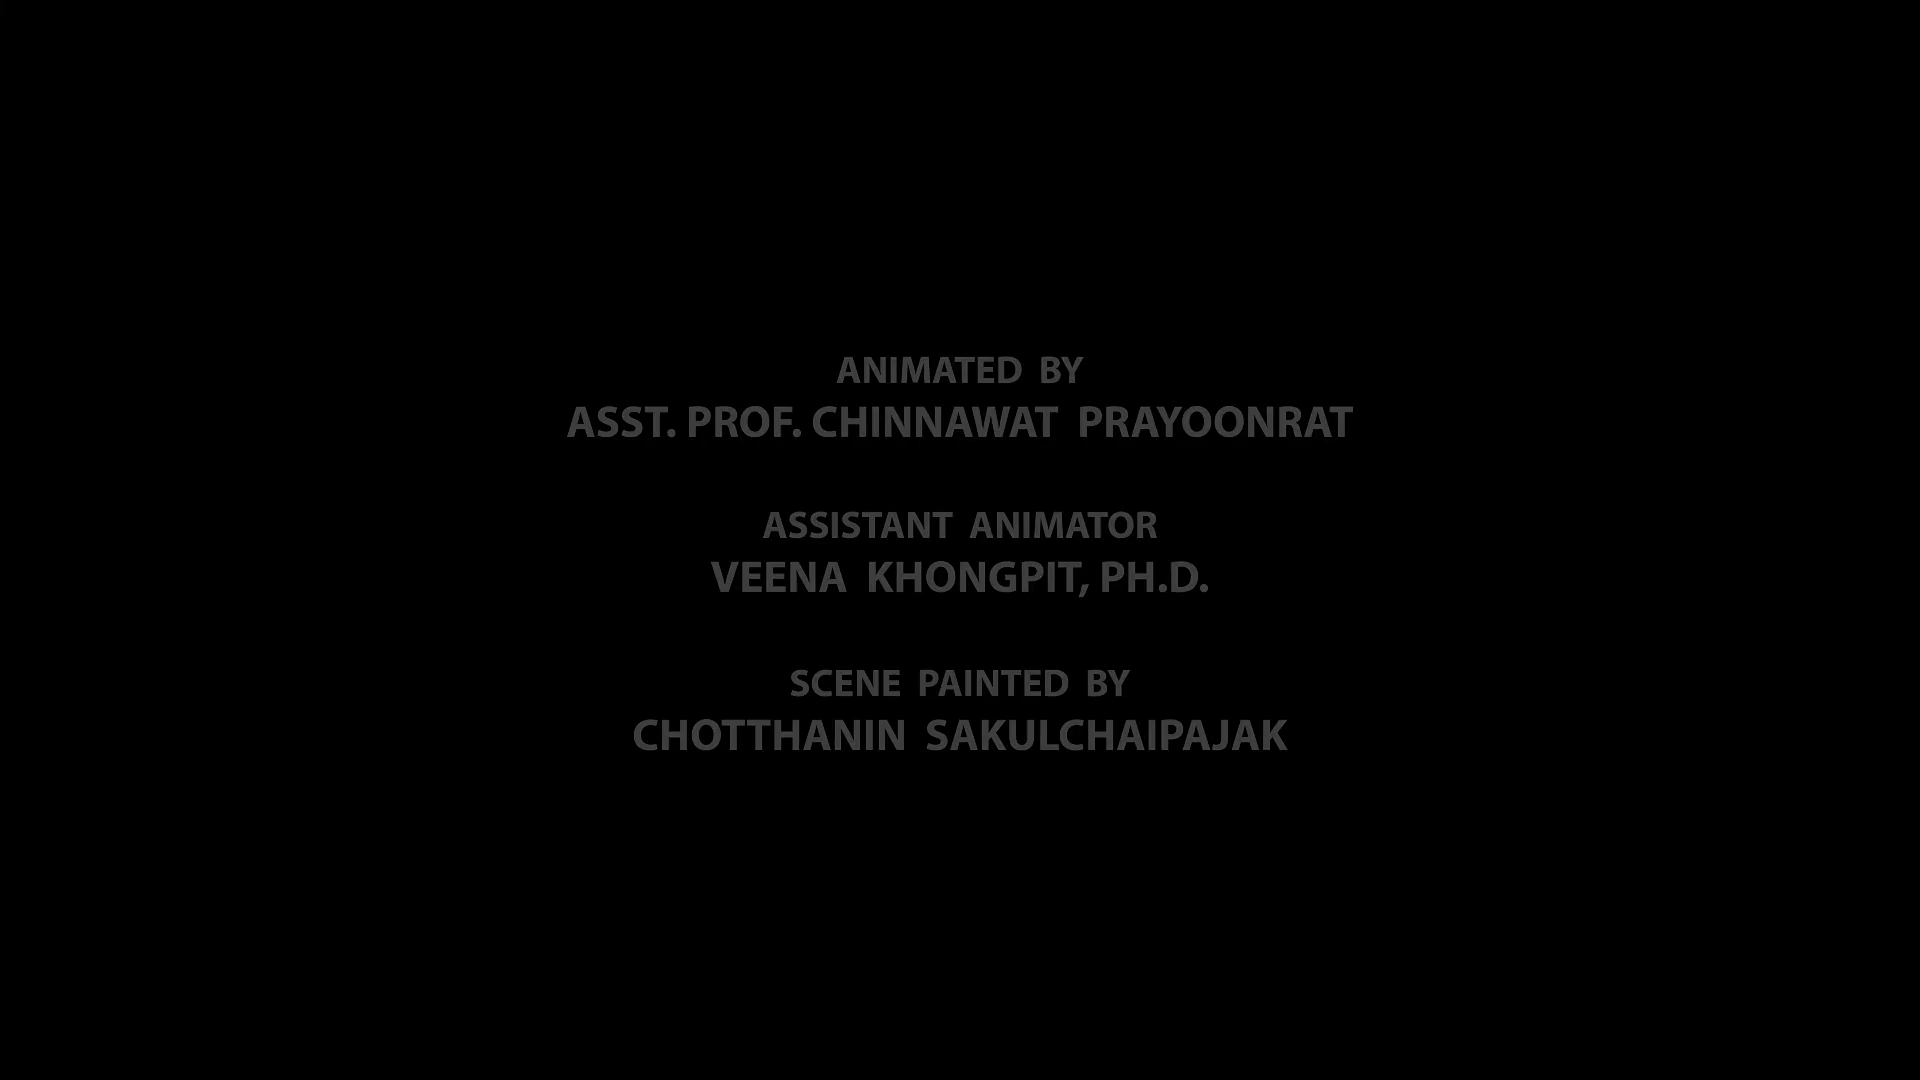 ANIMATED BY
ASST. PROF. CHINNAWAT PRAYOONRAT
ASSISTANT ANIMATOR
VEENA KHONGPIT, PH.D.
SCENE PAINTED BY
CHOTTHANIN SAKULCHAIPAJAK